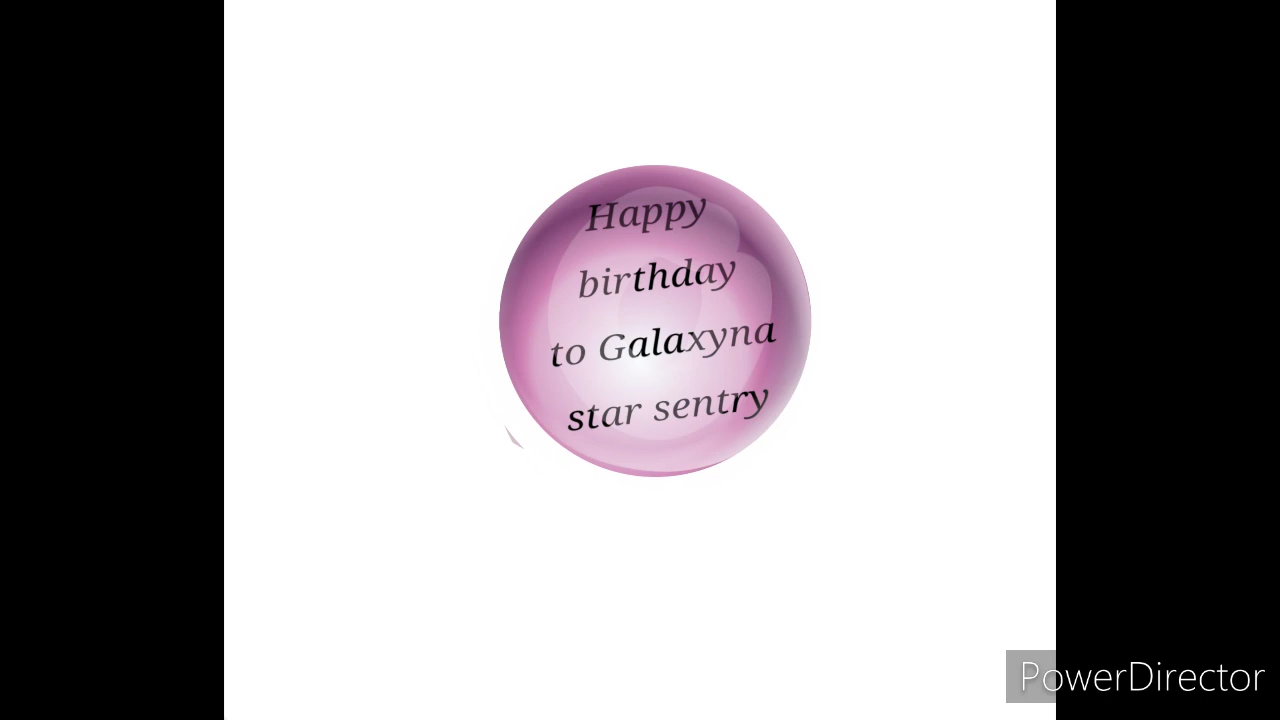 Happy
birthday
to Galaxyna
star sentry
PowerDirector